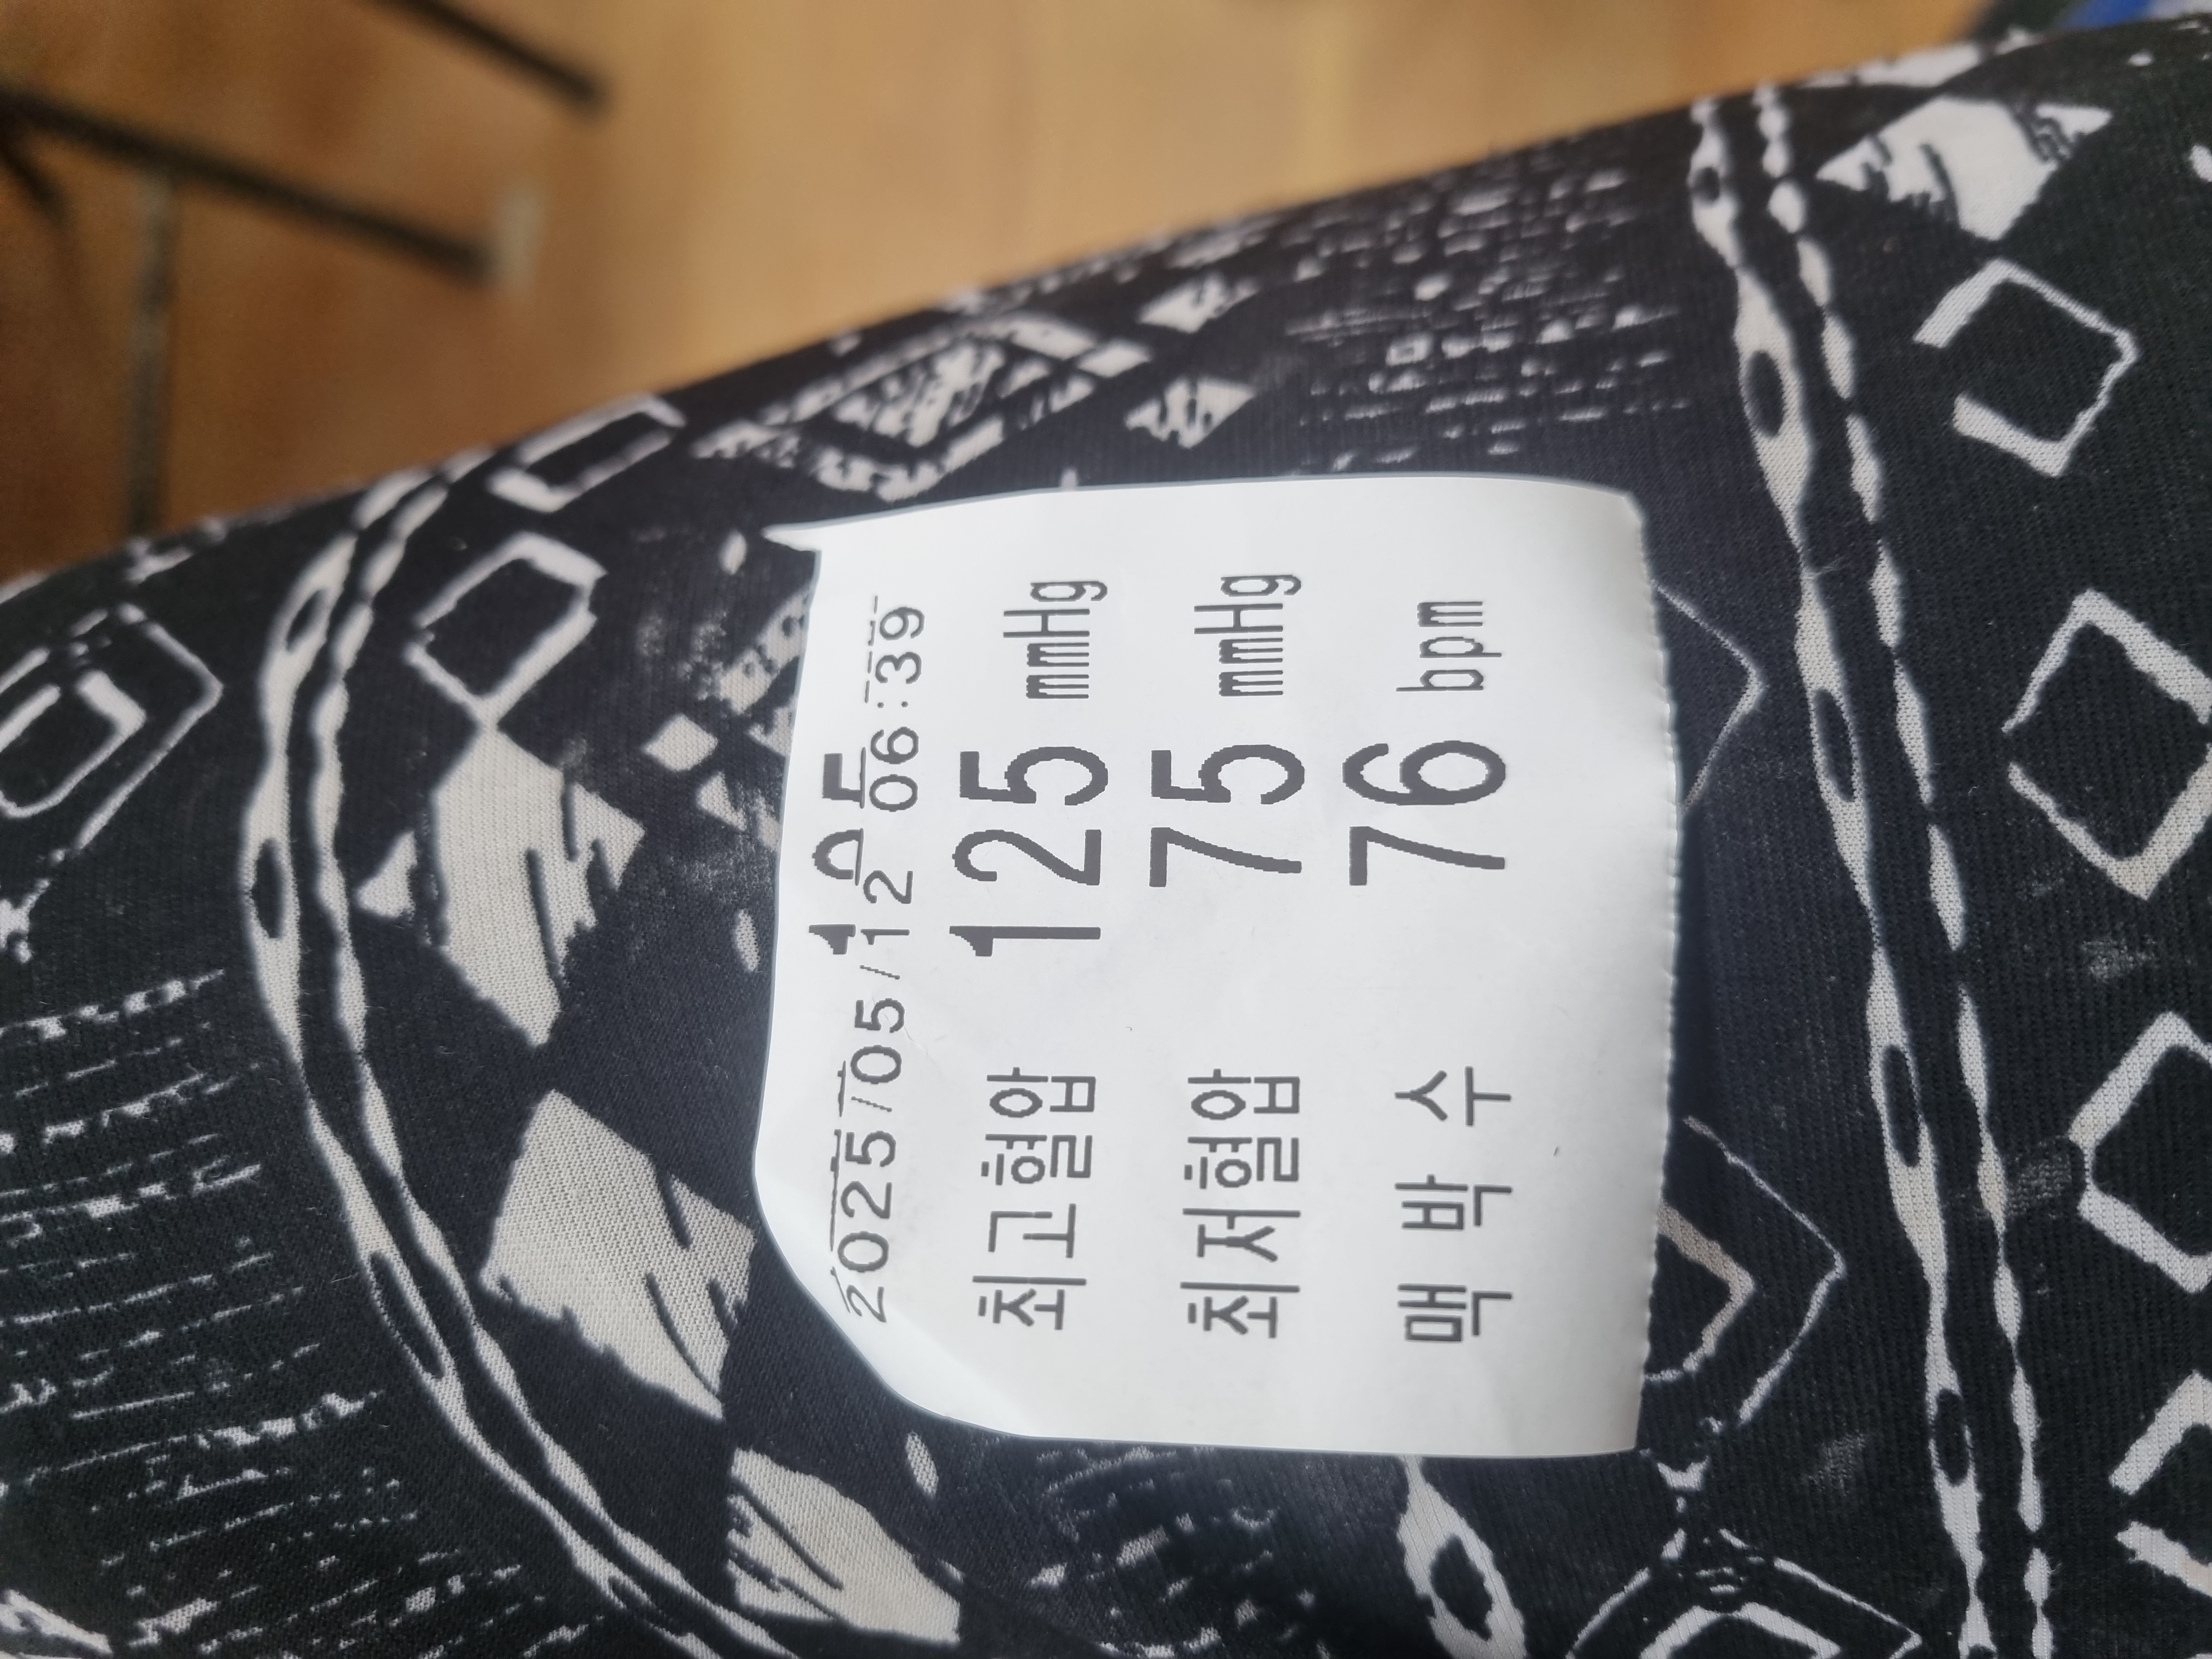 2025/05/12 06:39
최고혈압 125 mmHg
최저혈압 75 mmHg
맥 박 수 76 bpm